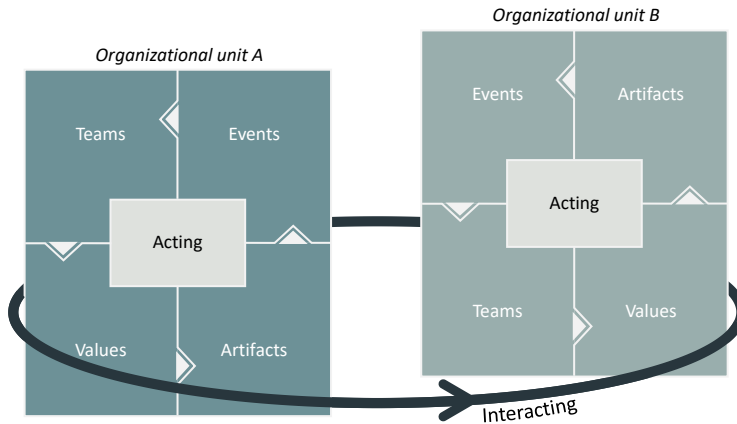 Organizational unit A
Teams
Events
Acting
Values
Artifacts
Organizational unit B
Events
Artifacts
Acting
Teams
Values
Interacting